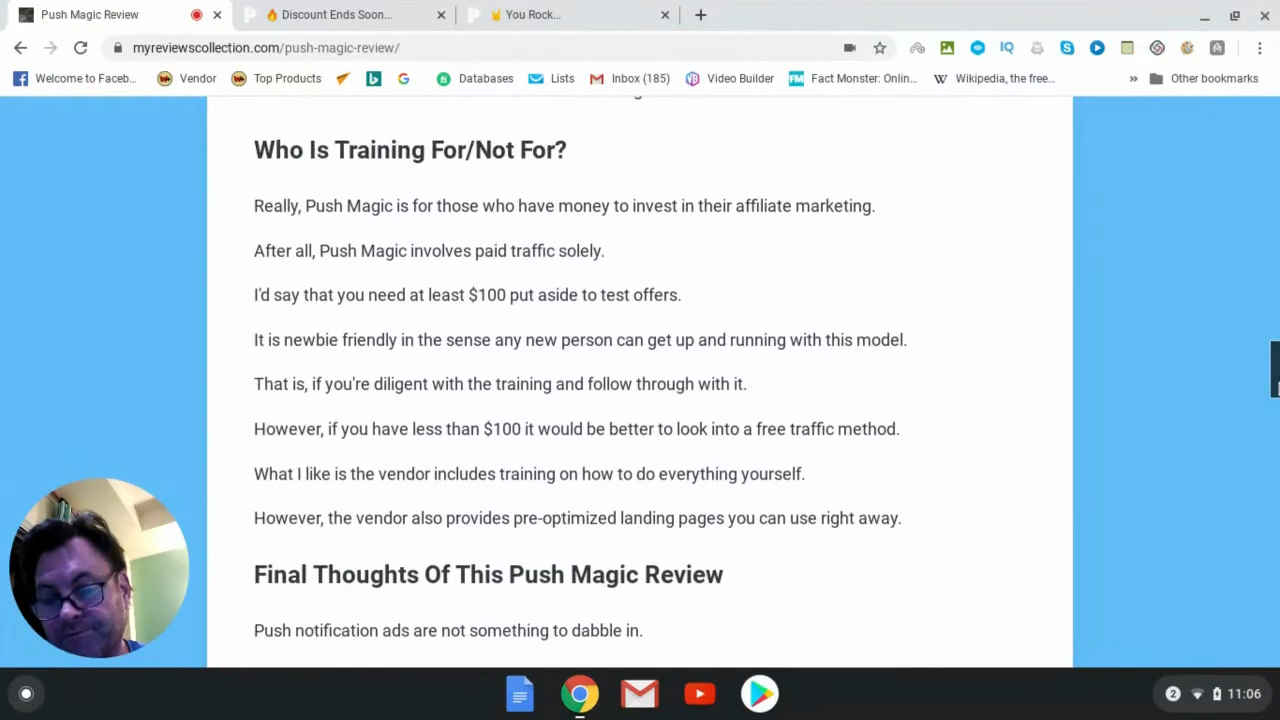 Push Magic Review
🔥 Discount Ends Soon...
🤘 You Rock...
myreviewscollection.com/push-magic-review/
IQ
Welcome to Faceb...
Vendor
Top Products
Databases
Lists
Inbox (185)
Video Builder
FM
Fact Monster: Onlin...
W
Wikipedia, the free...
»
Other bookmarks
Who Is Training For/Not For?
Really, Push Magic is for those who have money to invest in their affiliate marketing.
After all, Push Magic involves paid traffic solely.
I'd say that you need at least $100 put aside to test offers.
It is newbie friendly in the sense any new person can get up and running with this model.
That is, if you're diligent with the training and follow through with it.
However, if you have less than $100 it would be better to look into a free traffic method.
What I like is the vendor includes training on how to do everything yourself.
However, the vendor also provides pre-optimized landing pages you can use right away.
Final Thoughts Of This Push Magic Review
Push notification ads are not something to dabble in.
2
11:06